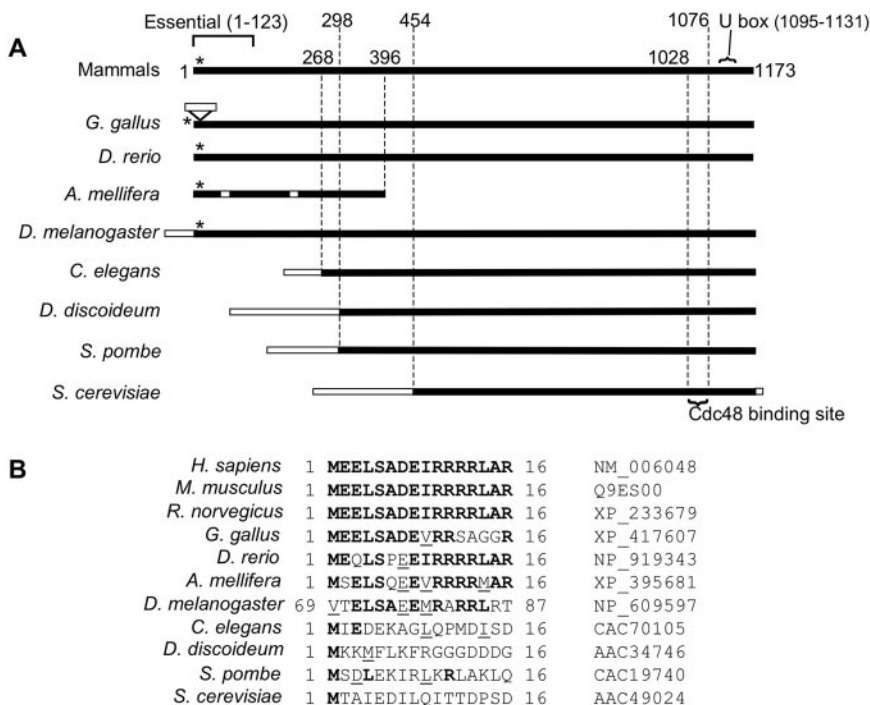 Essential (1-123) 298 454 1076 U box (1095-1131)
A
Mammals 1 * 268 396 1028 1173
G. gallus *
D. rerio *
A. mellifera *
D. melanogaster *
C. elegans
D. discoideum
S. pombe
S. cerevisiae
Cdc48 binding site
B
H. sapiens 1 MEELSADEIRRRRLAR 16 NM_006048
M. musculus 1 MEELSADEIRRRRLAR 16 Q9ES00
R. norvegicus 1 MEELSADEIRRRRLAR 16 XP_233679
G. gallus 1 MEELSADEVRRSAGGR 16 XP_417607
D. rerio 1 MEQLSPEEIRRRRLAR 16 NP_919343
A. mellifera 1 MSELSQEEVRRRRMAR 16 XP_395681
D. melanogaster 69 VTELSAEEMRARRLRT 87 NP_609597
C. elegans 1 MIEDEKAGLQPMDISD 16 CAC70105
D. discoideum 1 MKKMFLKFRGGGDDDG 16 AAC34746
S. pombe 1 MSDLEKIRLKRLAKLQ 16 CAC19740
S. cerevisiae 1 MTAIEDILQITTDPSD 16 AAC49024